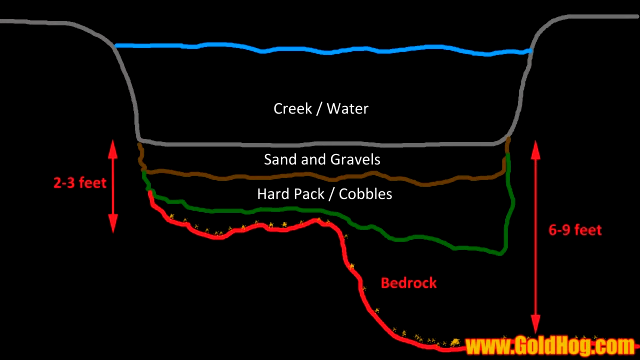 Creek / Water
Sand and Gravels
2-3 feet
Hard Pack / Cobbles
6-9 feet
Bedrock
www.GoldHog.com